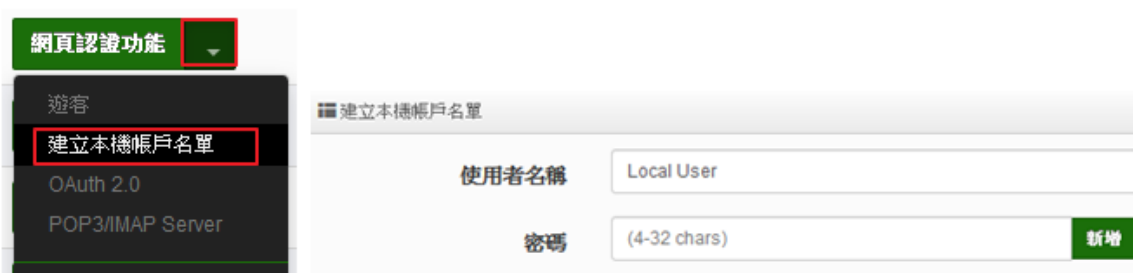 網頁認證功能
遊客
建立本機帳戶名單
OAuth 2.0
POP3/IMAP Server
建立本機帳戶名單
使用者名稱
Local User
密碼
(4-32 chars)
新增